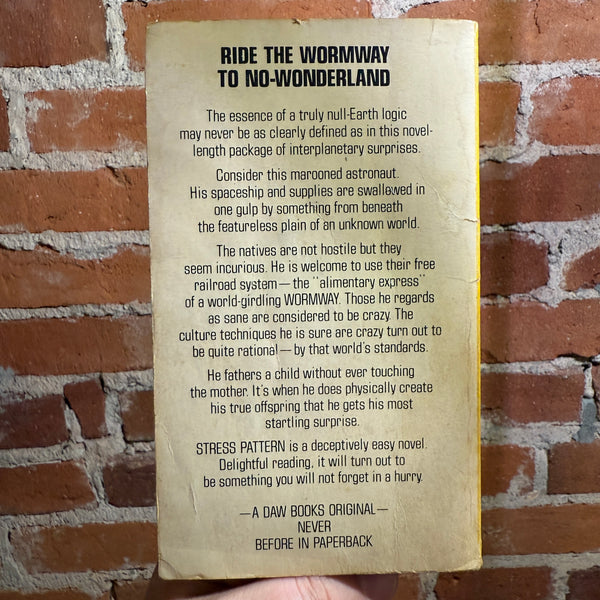 RIDE THE WORMWAY
TO NO-WONDERLAND
The essence of a truly null-Earth logic
may never be as clearly defined as in this novel-
length package of interplanetary surprises.
Consider this marooned astronaut.
His spaceship and supplies are swallowed in
one gulp by something from beneath
the featureless plain of an unknown world.
The natives are not hostile but they
seem incurious. He is welcome to use their free
railroad system—the "alimentary express"
of a world-girdling WORMWAY. Those he regards
as sane are considered to be crazy. The
culture techniques he is sure are crazy turn out to
be quite rational—by that world's standards.
He fathers a child without ever touching
the mother. It's when he does physically create
his true offspring that he gets his most
startling surprise.
STRESS PATTERN is a deceptively easy novel.
Delightful reading, it will turn out to
be something you will not forget in a hurry.
—A DAW BOOKS ORIGINAL—
NEVER
BEFORE IN PAPERBACK